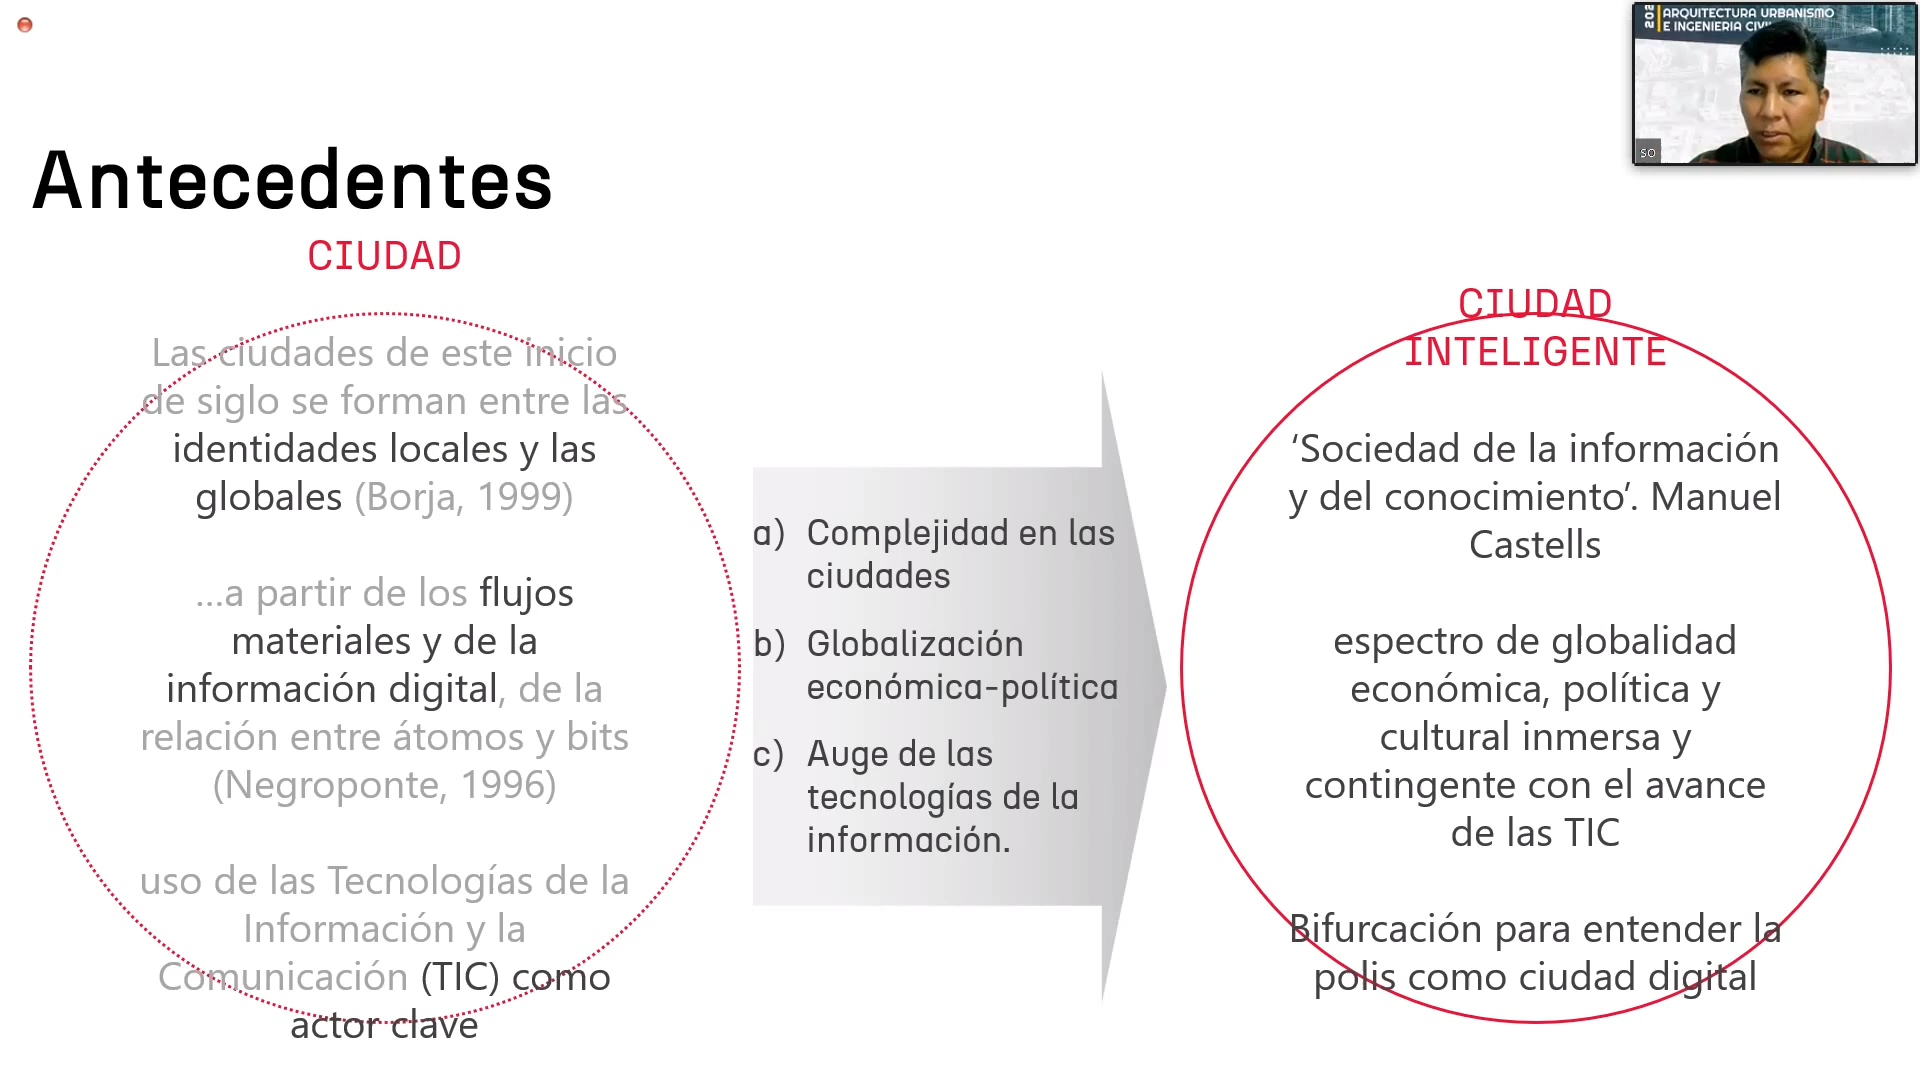 ARQUITECTURA URBANISMO
E INGENIERIA
SO
Antecedentes
CIUDAD
Las ciudades de este inicio
de siglo se forman entre las
identidades locales y las
globales (Borja, 1999)
...a partir de los flujos
materiales y de la
información digital, de la
relación entre átomos y bits
(Negroponte, 1996)
uso de las Tecnologías de la
Información y la
Comunicación (TIC) como
actor clave
a) Complejidad en las
ciudades
b) Globalización
económica-política
c) Auge de las
tecnologías de la
información.
CIUDAD
INTELIGENTE
‘Sociedad de la información
y del conocimiento’. Manuel
Castells
espectro de globalidad
económica, política y
cultural inmersa y
contingente con el avance
de las TIC
Bifurcación para entender la
polis como ciudad digital